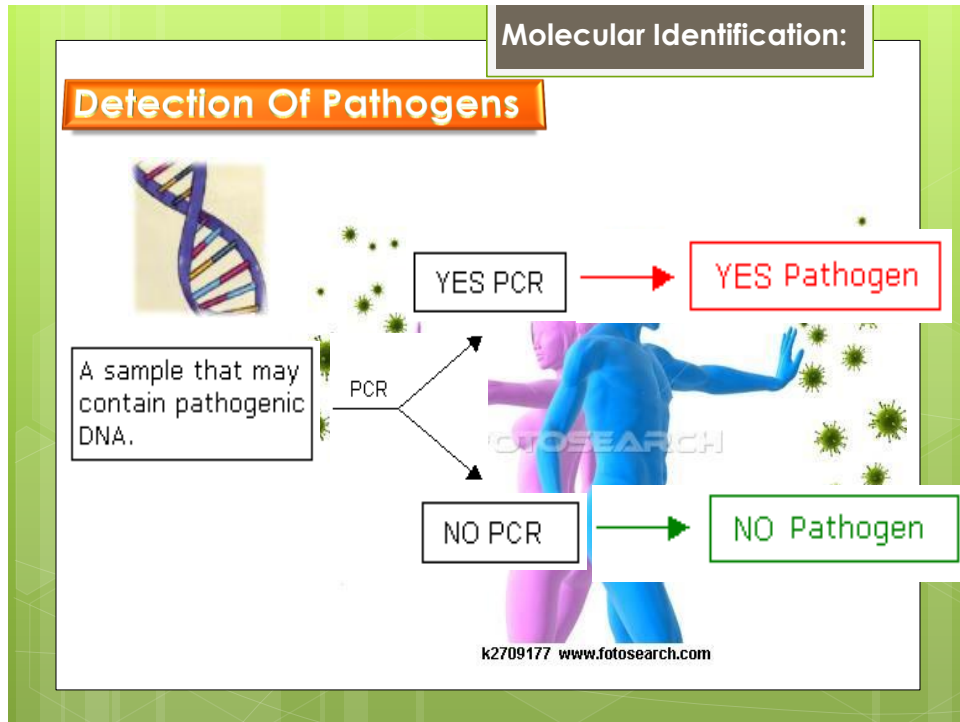 Molecular Identification:
Detection Of Pathogens
YES PCR
YES Pathogen
A sample that may
contain pathogenic
DNA.
PCR
FOTOSEARCH
NO PCR
NO Pathogen
k2709177 www.fotosearch.com